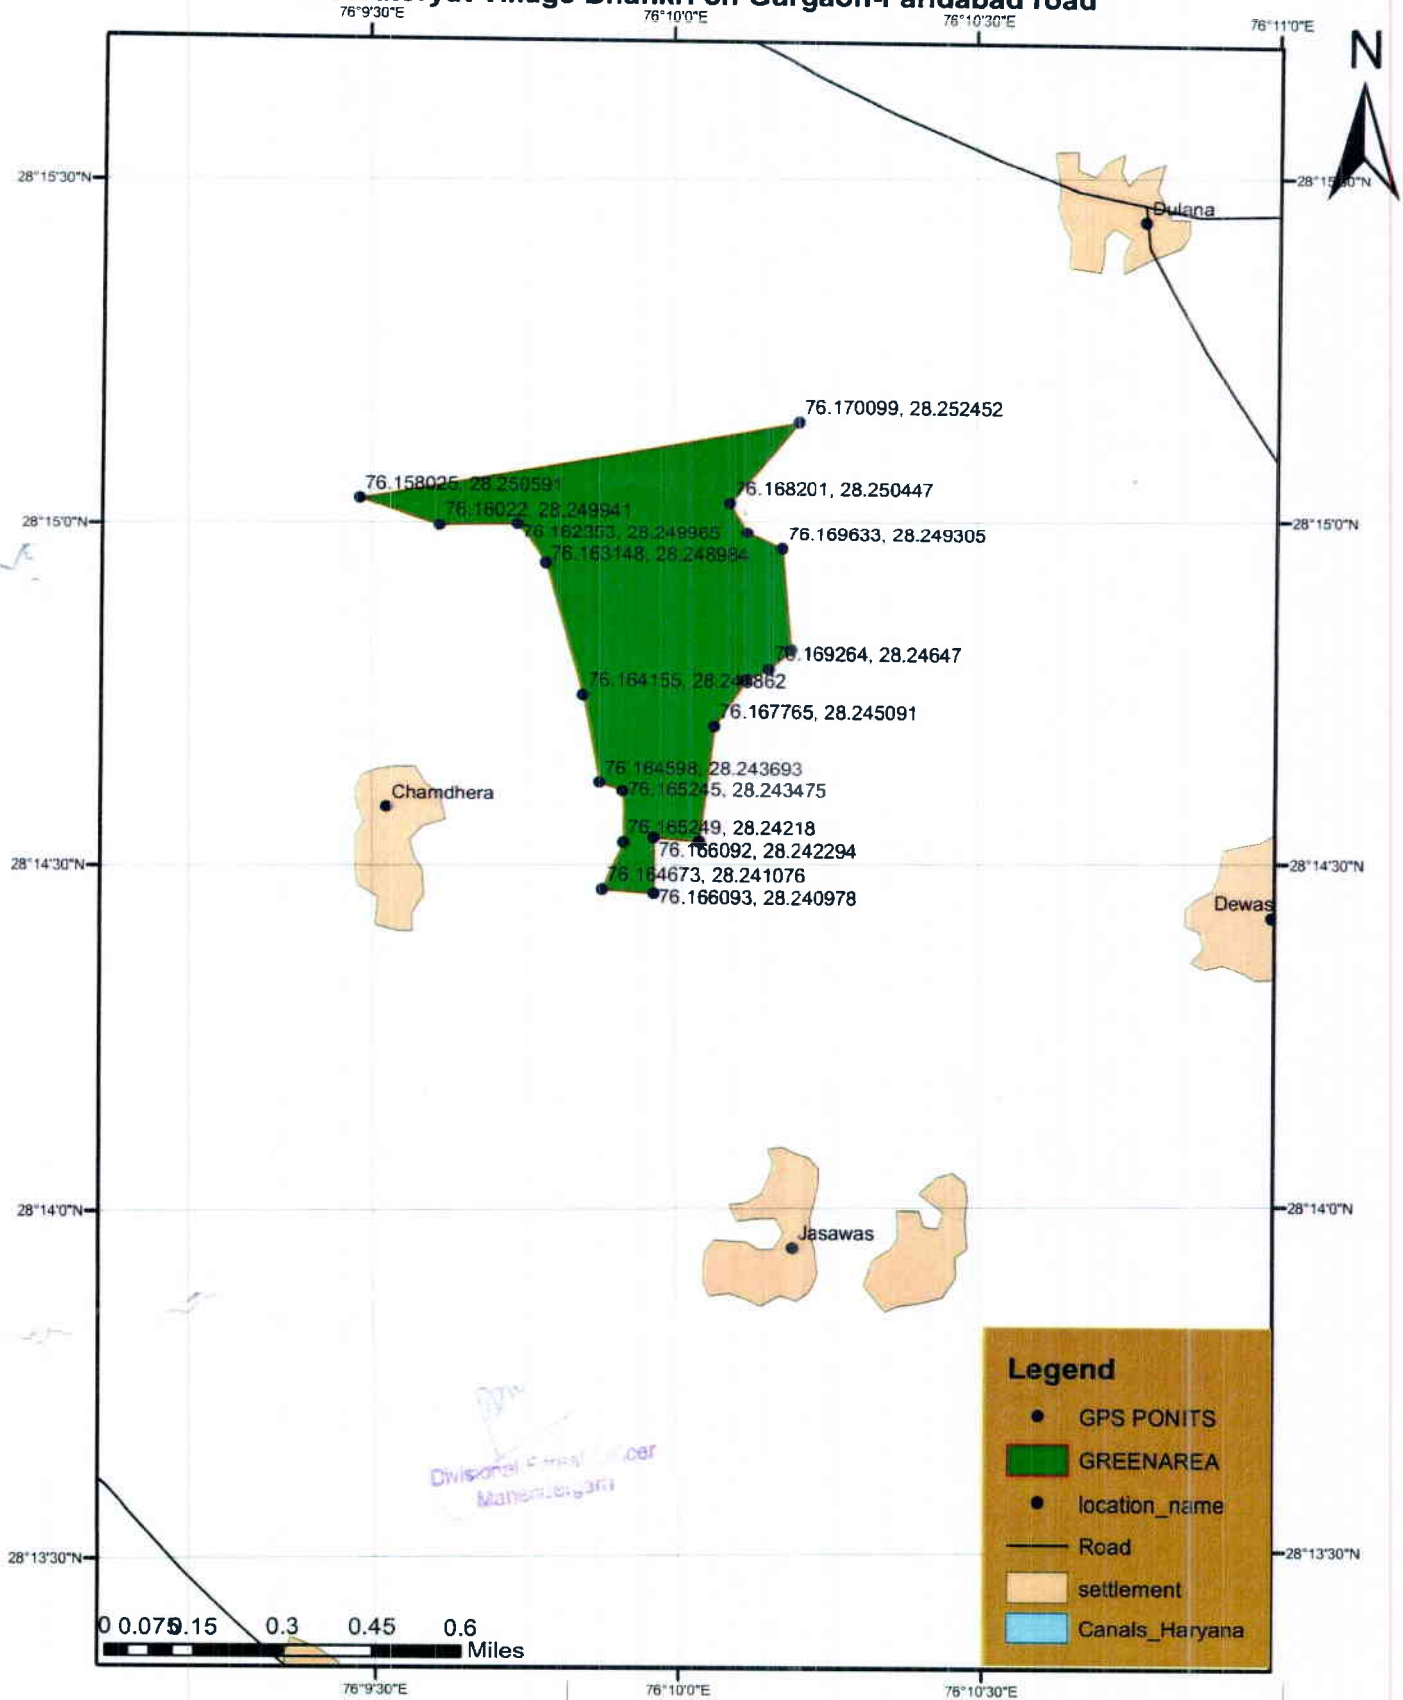 Village Dhankri on Gurgaon-Faridabad road
76°9'30"E 76°10'0"E 76°10'30"E 76°11'0"E
N
28°15'30"N 28°15'30"N
Dulana
76.170099, 28.252452
76.158025, 28.250591
76.168201, 28.250447
76.16022, 28.249941
28°15'0"N 28°15'0"N
76.162353, 28.249965
76.169633, 28.249305
76.163148, 28.248984
76.169264, 28.24647
76.164155, 28.245862
76.167765, 28.245091
76.164598, 28.243693
76.165245, 28.243475
Chamdhera
76.165249, 28.24218
76.166092, 28.242294
28°14'30"N 28°14'30"N
76.164673, 28.241076
76.166093, 28.240978
Dewas
28°14'0"N 28°14'0"N
Jasawas
Legend
GPS PONITS
GREENAREA
location_name
Road
settlement
Canals_Haryana
Divisional
28°13'30"N 28°13'30"N
0 0.075 0.15 0.3 0.45 0.6
Miles
76°9'30"E 76°10'0"E 76°10'30"E